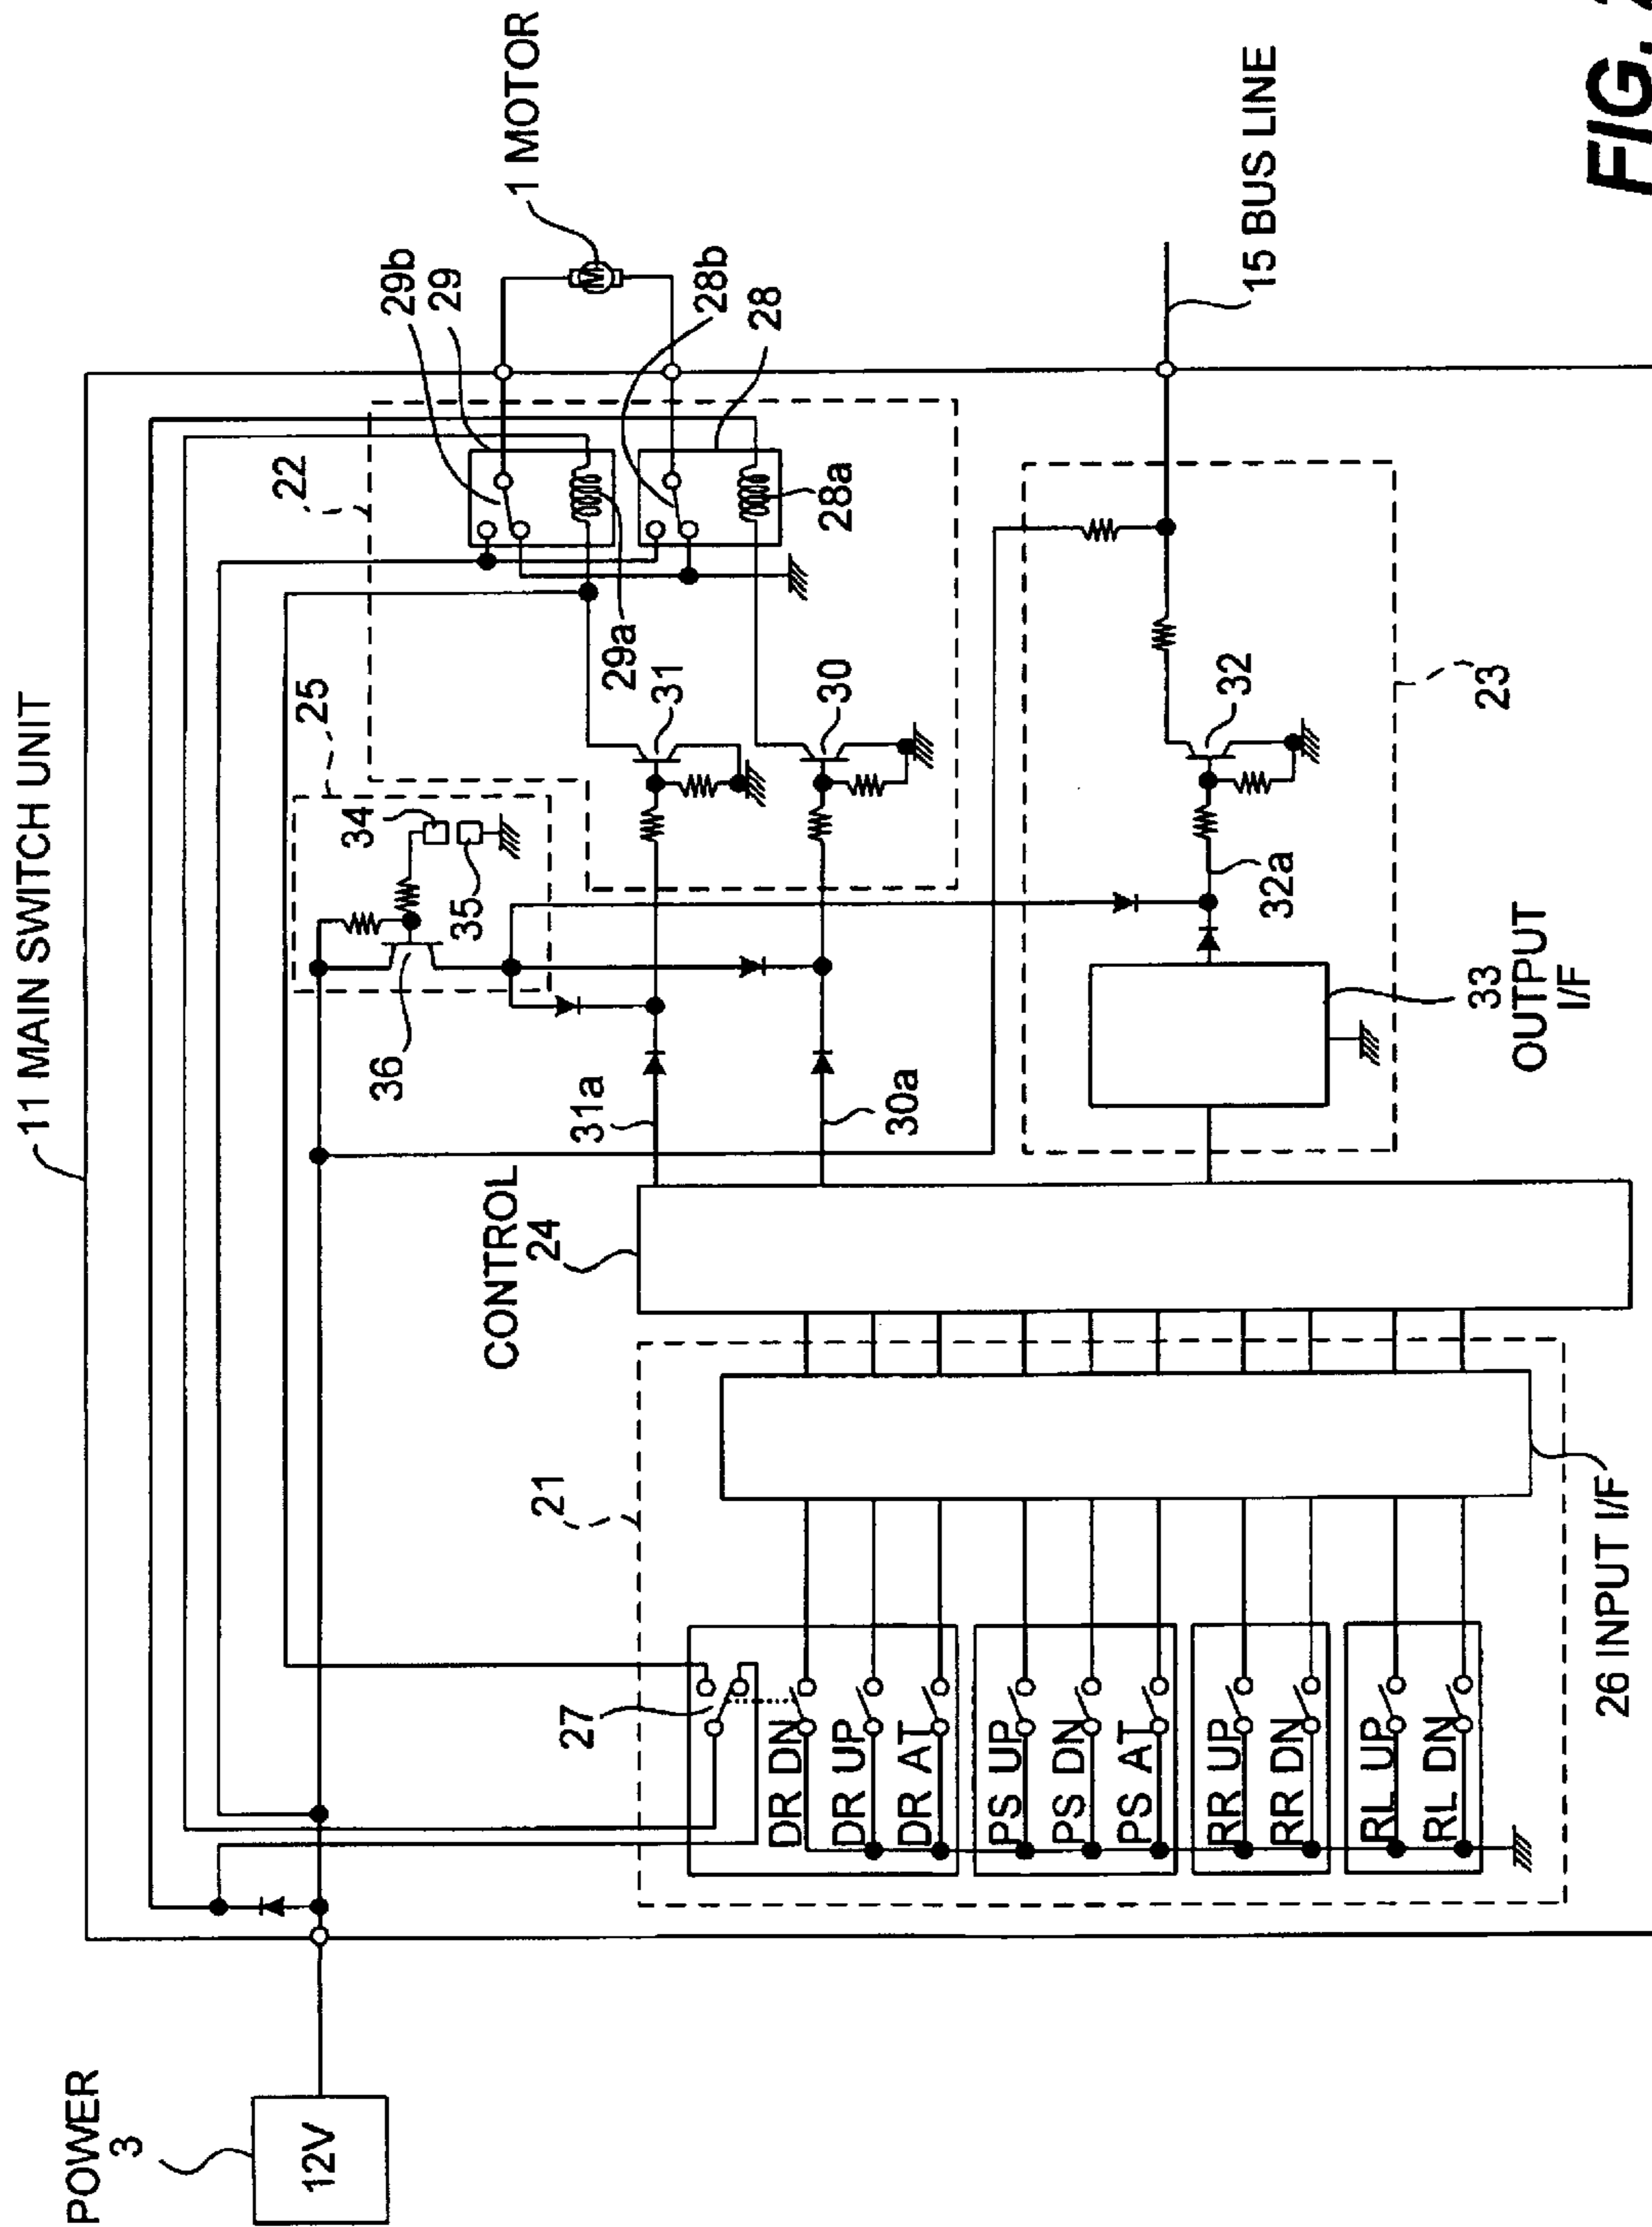 11 MAIN SWITCH UNIT
POWER
3
12V
22
25
34
35
36
29b
29
1 MOTOR
28b
28
28a
29a
31
30
31a
30a
CONTROL
24
21
27
DR DN
DR UP
DR AT
PS UP
PS DN
PS AT
RR UP
RR DN
RL UP
RL DN
26 INPUT I/F
15 BUS LINE
32
32a
23
33
OUTPUT
I/F
M
FIG.